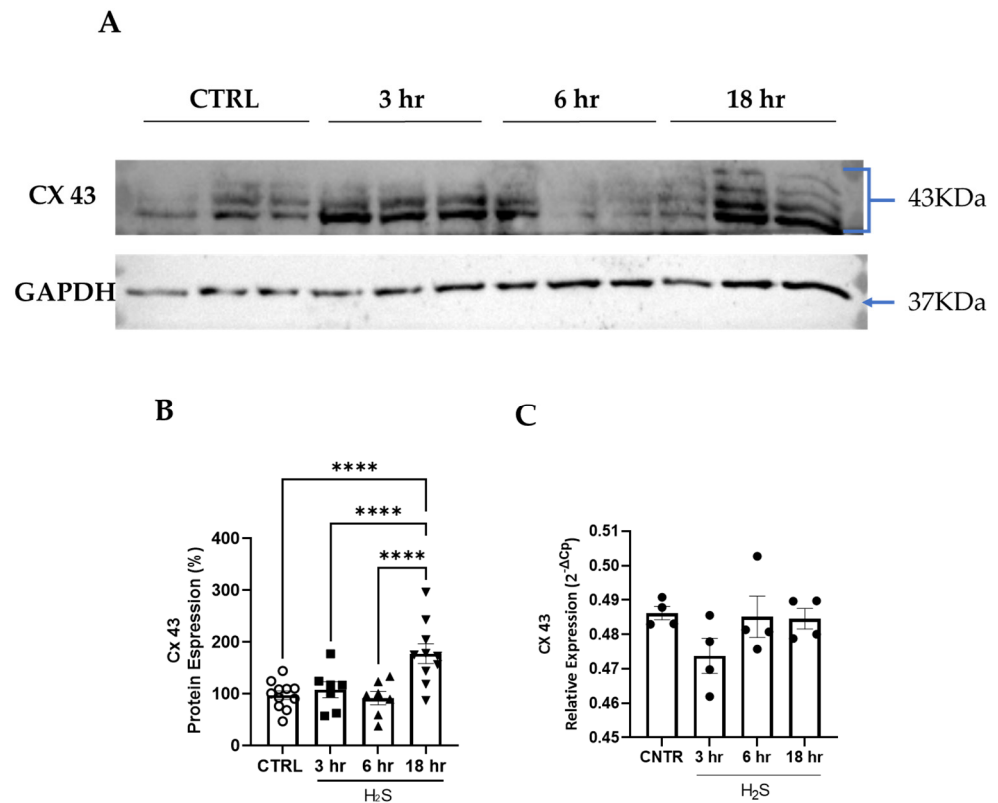 A
CTRL 3 hr 6 hr 18 hr
CX 43 43KDa
GAPDH 37KDa
B
C
**** 
****
****
Cx 43
Protein Espression (%)
400
300
200
100
0
CTRL 3 hr 6 hr 18 hr
H₂S
CX 43
Relative Expression (2^-ΔCp)
0.51
0.50
0.49
0.48
0.47
0.46
0.45
CNTR 3 hr 6 hr 18 hr
H₂S